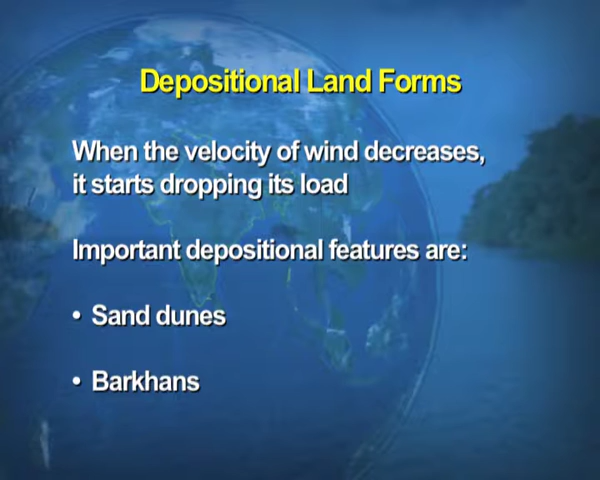 Depositional Land Forms
When the velocity of wind decreases,
it starts dropping its load
Important depositional features are:
• Sand dunes
• Barkhans